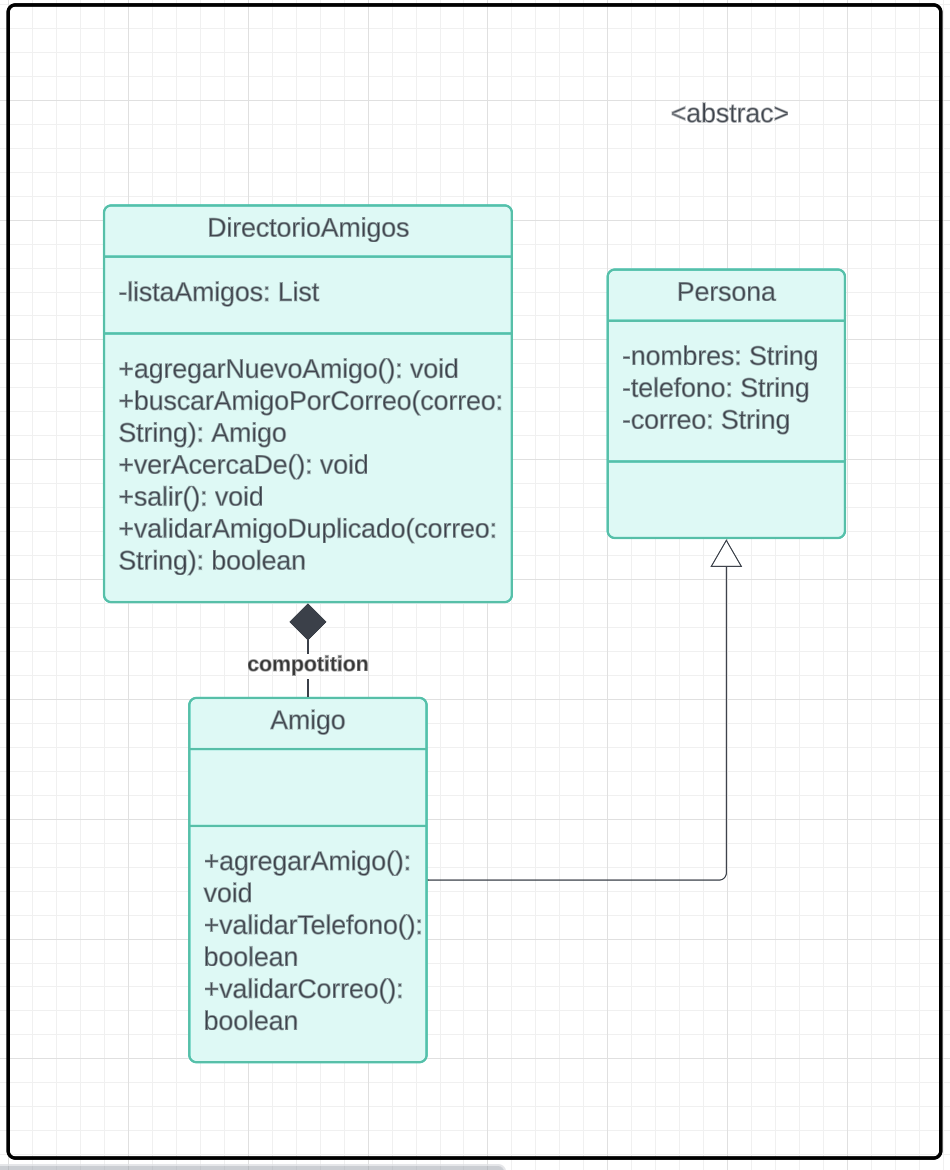 <abstrac>
DirectorioAmigos
-listaAmigos: List
+agregarNuevoAmigo(): void
+buscarAmigoPorCorreo(correo:
String): Amigo
+verAcercaDe(): void
+salir(): void
+validarAmigoDuplicado(correo:
String): boolean
Persona
-nombres: String
-telefono: String
-correo: String
compotition
Amigo
+agregarAmigo():
void
+validarTelefono():
boolean
+validarCorreo():
boolean